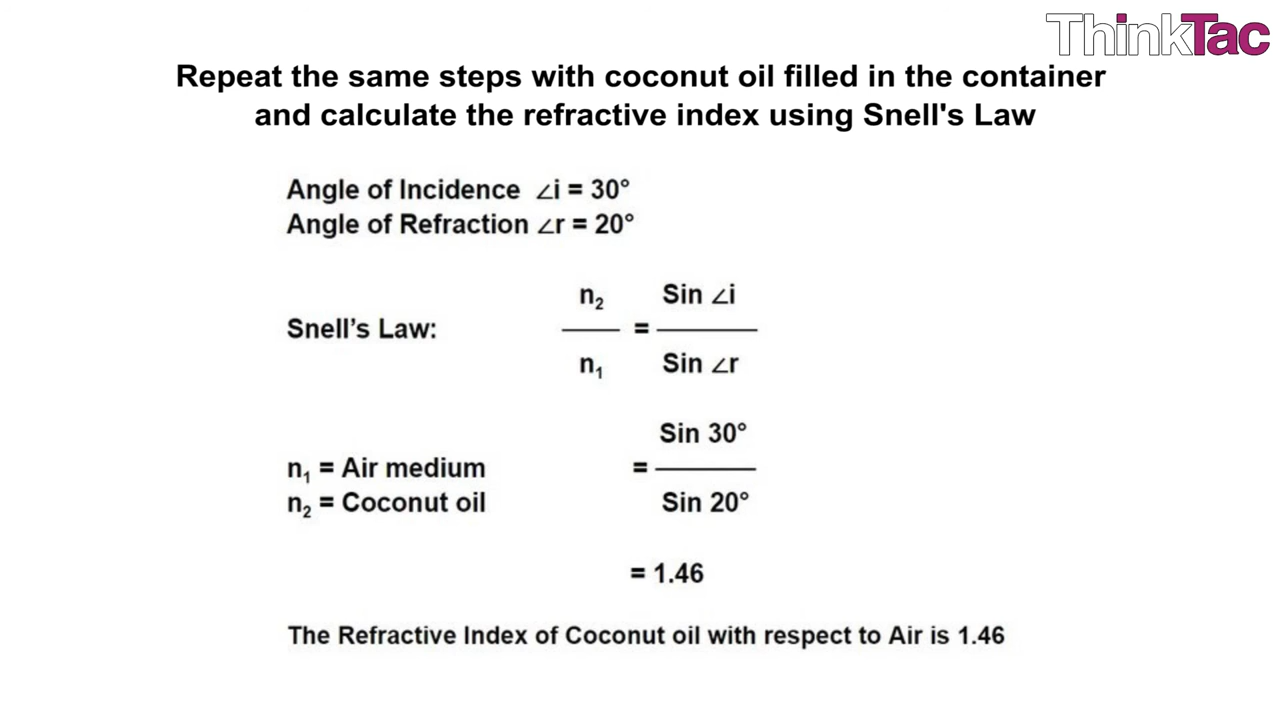 ThinkTac
Repeat the same steps with coconut oil filled in the container
and calculate the refractive index using Snell's Law
Angle of Incidence ∠i = 30°
Angle of Refraction ∠r = 20°
Snell’s Law:
n₂
n₁
=
Sin ∠i
Sin ∠r
n₁ = Air medium
n₂ = Coconut oil
=
Sin 30°
Sin 20°
= 1.46
The Refractive Index of Coconut oil with respect to Air is 1.46